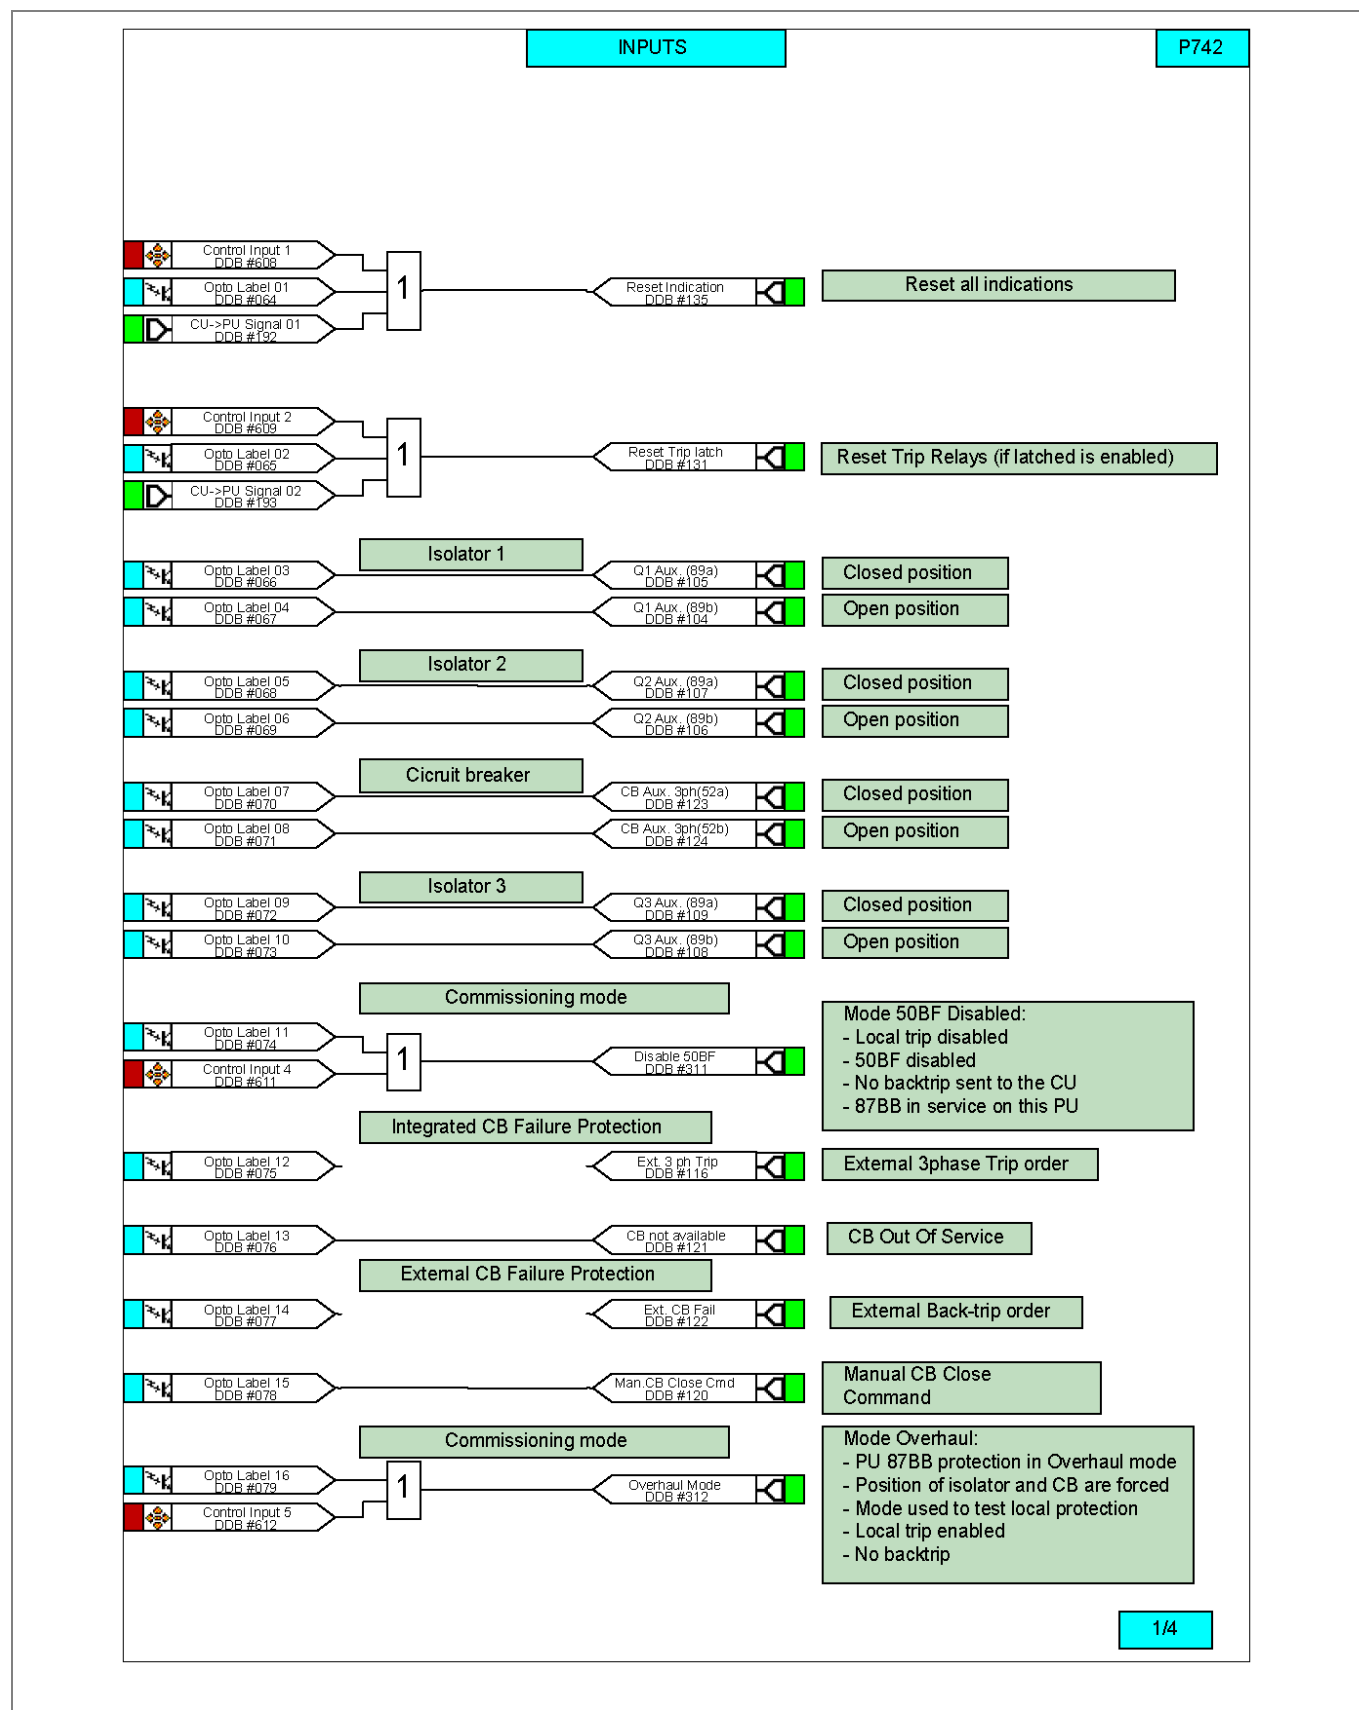 INPUTS
P742
Control Input 1
DDB #608
Opto Label 01
DDB #064
CU->PU Signal 01
DDB #192
1
Reset Indication
DDB #135
Reset all indications
Control Input 2
DDB #609
Opto Label 02
DDB #065
CU->PU Signal 02
DDB #193
1
Reset Trip latch
DDB #131
Reset Trip Relays (if latched is enabled)
Isolator 1
Opto Label 03
DDB #066
Q1 Aux. (89a)
DDB #105
Closed position
Opto Label 04
DDB #067
Q1 Aux. (89b)
DDB #104
Open position
Isolator 2
Opto Label 05
DDB #068
Q2 Aux. (89a)
DDB #107
Closed position
Opto Label 06
DDB #069
Q2 Aux. (89b)
DDB #106
Open position
Cicruit breaker
Opto Label 07
DDB #070
CB Aux. 3ph(52a)
DDB #123
Closed position
Opto Label 08
DDB #071
CB Aux. 3ph(52b)
DDB #124
Open position
Isolator 3
Opto Label 09
DDB #072
Q3 Aux. (89a)
DDB #109
Closed position
Opto Label 10
DDB #073
Q3 Aux. (89b)
DDB #108
Open position
Commissioning mode
Opto Label 11
DDB #074
Control Input 4
DDB #611
1
Disable 50BF
DDB #311
Mode 50BF Disabled:
- Local trip disabled
- 50BF disabled
- No backtrip sent to the CU
- 87BB in service on this PU
Integrated CB Failure Protection
Opto Label 12
DDB #075
Ext. 3 ph Trip
DDB #116
External 3phase Trip order
Opto Label 13
DDB #076
CB not available
DDB #121
CB Out Of Service
External CB Failure Protection
Opto Label 14
DDB #077
Ext. CB Fail
DDB #122
External Back-trip order
Opto Label 15
DDB #078
Man.CB Close Cmd
DDB #120
Manual CB Close
Command
Commissioning mode
Opto Label 16
DDB #079
Control Input 5
DDB #612
1
Overhaul Mode
DDB #312
Mode Overhaul:
- PU 87BB protection in Overhaul mode
- Position of isolator and CB are forced
- Mode used to test local protection
- Local trip enabled
- No backtrip
1/4